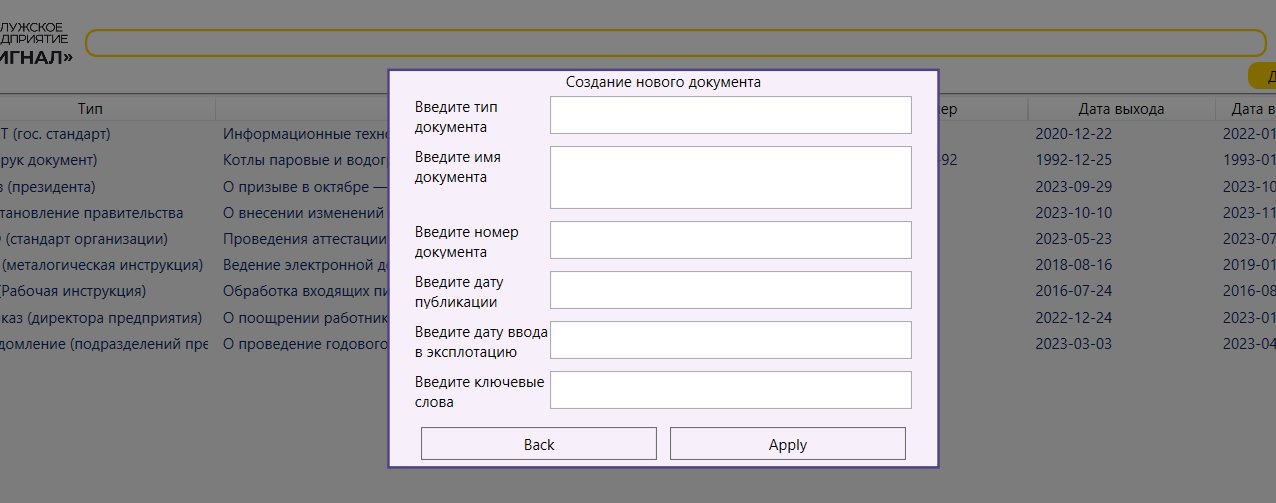 ЛУЖСКОЕ
ДПРИЯТИЕ
ИГНАЛ»
Д
Тип
ер
Дата выхода
Дата в
Т (гос. стандарт)
Информационные техн
2020-12-22
2022-01
рук документ)
Котлы паровые и водог
-92
1992-12-25
1993-01
з (президента)
О призыве в октябре —
2023-09-29
2023-10
тановление правительства
О внесении изменений
2023-10-10
2023-11
(стандарт организации)
Проведения аттестации
2023-05-23
2023-07
(металогическая инструкция)
Ведение электронной д
2018-08-16
2019-01
(Рабочая инструкция)
Обработка входящих пи
2016-07-24
2016-08
каз (директора предприятия)
О поощрении работник
2022-12-24
2023-01
домление (подразделений пре
О проведение годового
2023-03-03
2023-04
Создание нового документа
Введите тип
документа
Введите имя
документа
Введите номер
документа
Введите дату
публикации
Введите дату ввода
в эксплотацию
Введите ключевые
слова
Back
Apply